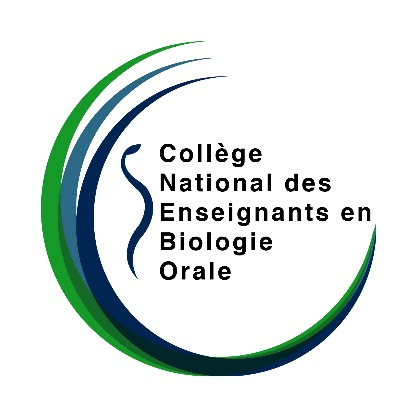 Collège
National des
Enseignants en
Biologie
Orale